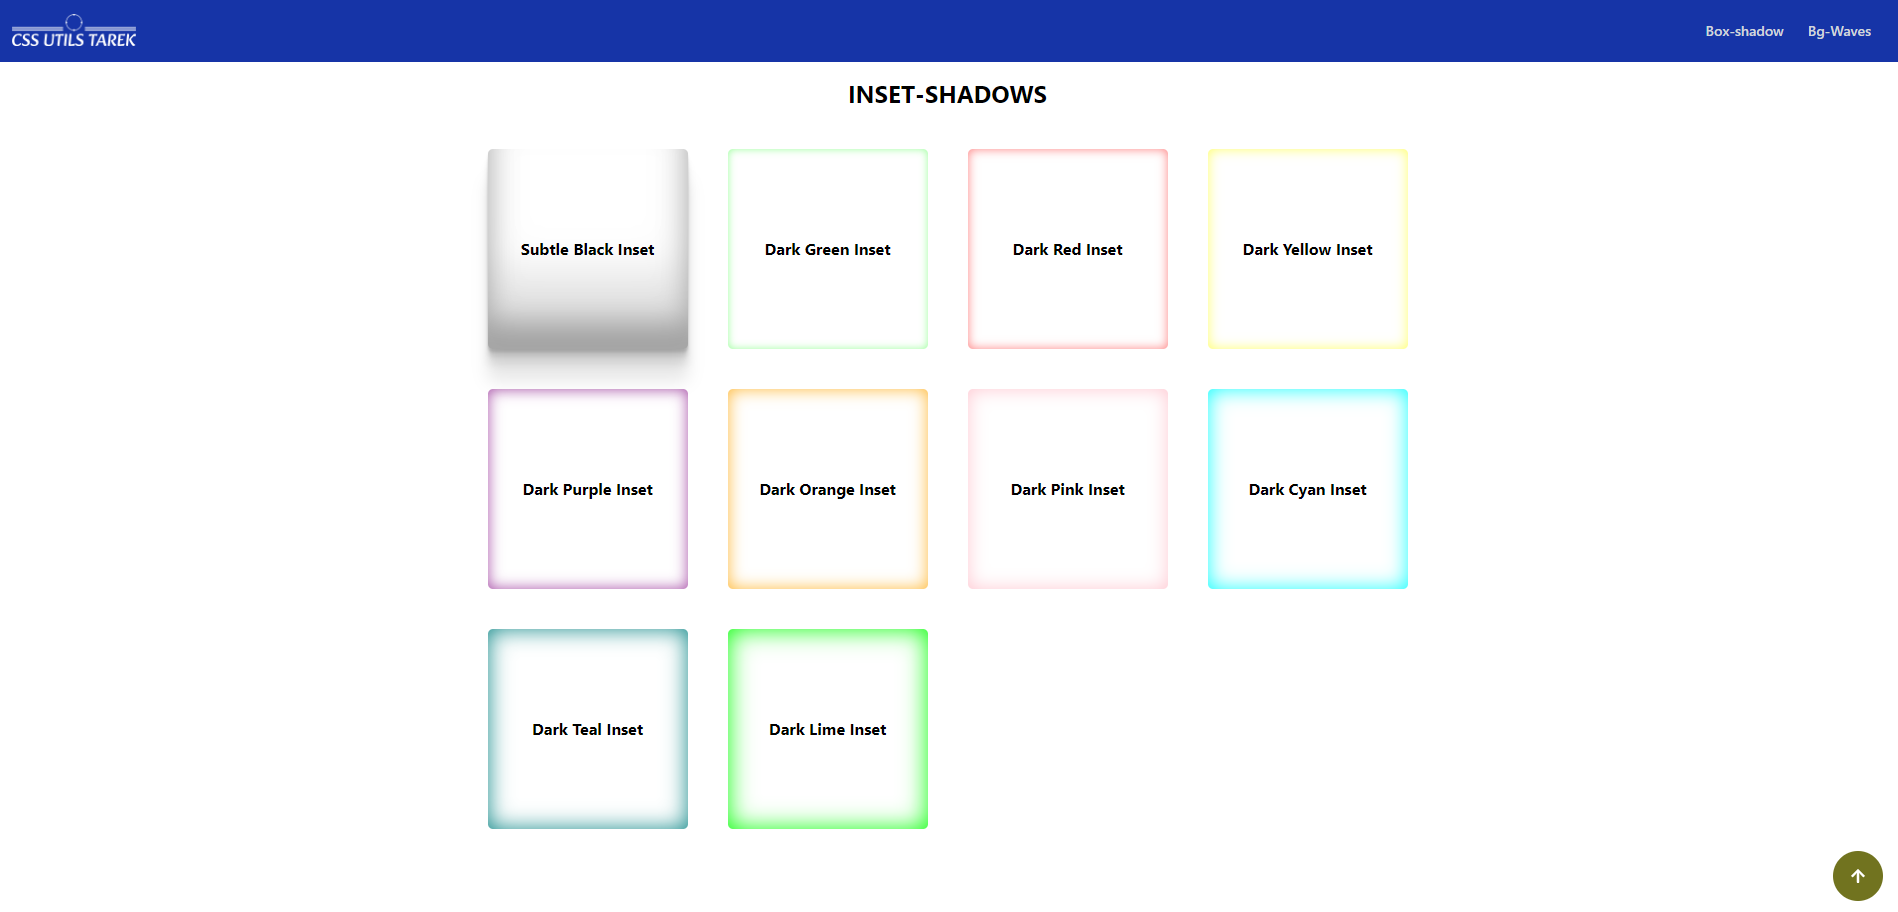 CSS UTILS TAREK
Box-shadow
Bg-Waves
INSET-SHADOWS
Subtle Black Inset
Dark Green Inset
Dark Red Inset
Dark Yellow Inset
Dark Purple Inset
Dark Orange Inset
Dark Pink Inset
Dark Cyan Inset
Dark Teal Inset
Dark Lime Inset